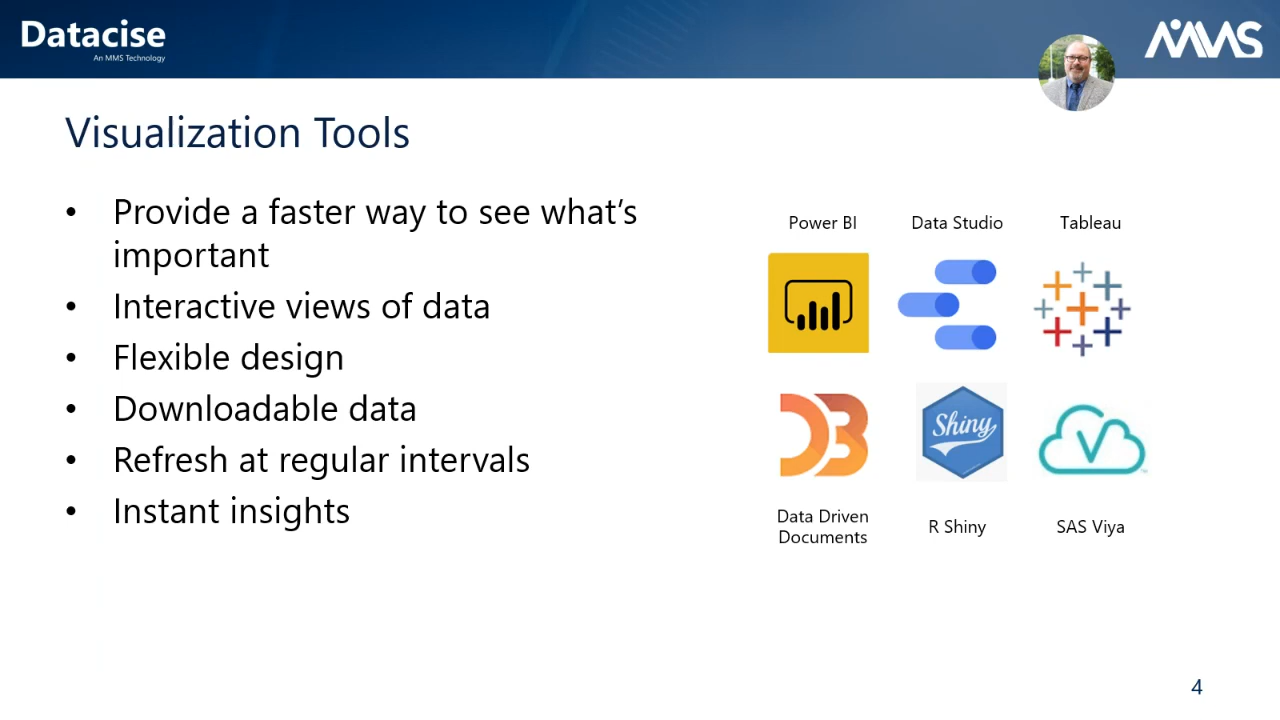 Datacise
An MMS Technology
MMS
Visualization Tools
• Provide a faster way to see what's
important
• Interactive views of data
• Flexible design
• Downloadable data
• Refresh at regular intervals
• Instant insights
Power BI
Data Studio
Tableau
Shiny
Data Driven
Documents
R Shiny
SAS Viya
4